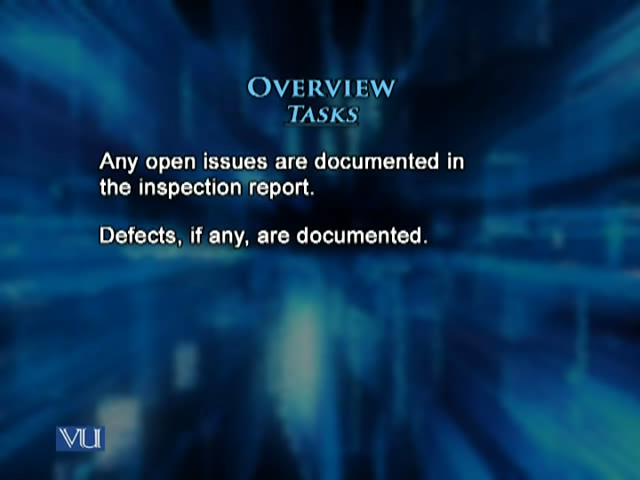 OVERVIEW
TASKS
Any open issues are documented in
the inspection report.
Defects, if any, are documented.
VU